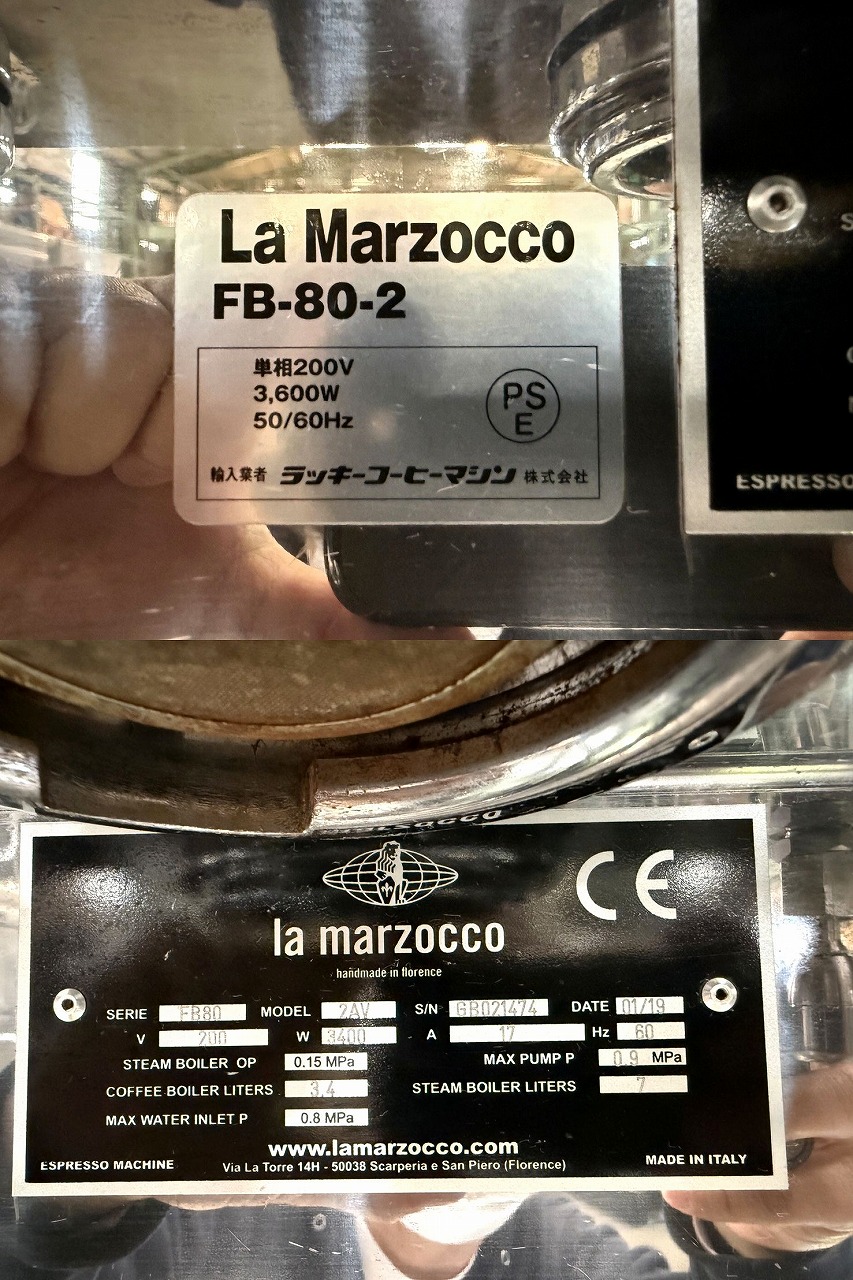 La Marzocco
FB-80-2
単相200V
3,600W
50/60Hz
PS
E
輸入業者 ラッキーコーヒーマシン 株式会社
ESPRESSO
CE
la marzocco
handmade in florence
SERIE FB80 MODEL 2AV S/N GB021474 DATE 01/19
V 200 W 3400 A 17 Hz 60
STEAM BOILER OP 0.15 MPa MAX PUMP P 0.9 MPa
COFFEE BOILER LITERS 3,4 STEAM BOILER LITERS 7
MAX WATER INLET P 0.8 MPa
www.lamarzocco.com
ESPRESSO MACHINE Via La Torre 14H - 50038 Scarperia e San Piero (Florence) MADE IN ITALY